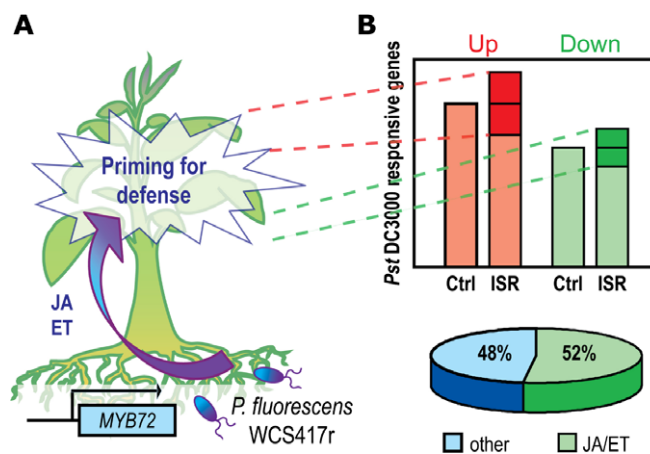 A
Priming for
defense
JA
ET
MYB72
P. fluorescens
WCS417r
B
Up Down
Pst DC3000 responsive genes
Ctrl ISR Ctrl ISR
48% 52%
other JA/ET